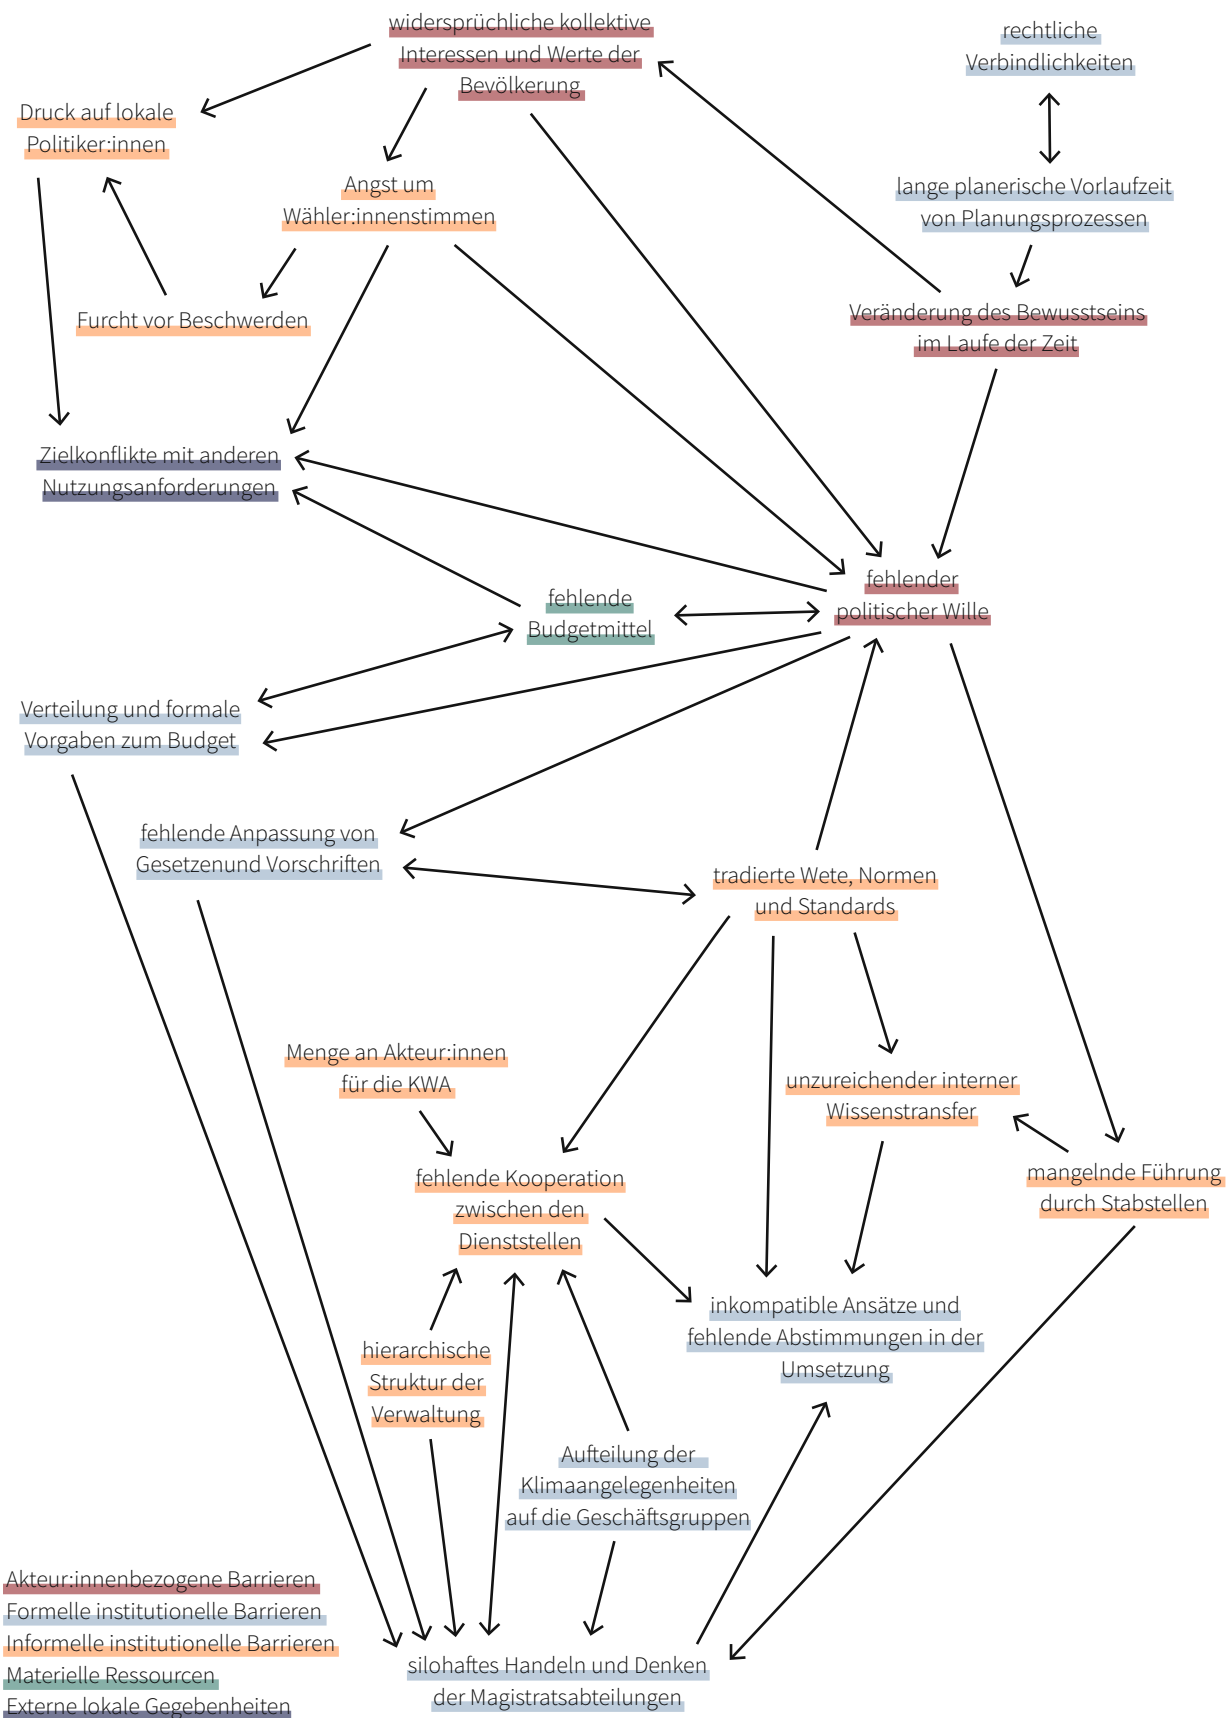 widersprüchliche kollektive
Interessen und Werte der
Bevölkerung
rechtliche
Verbindlichkeiten
Druck auf lokale
Politiker:innen
Angst um
Wähler:innenstimmen
lange planerische Vorlaufzeit
von Planungsprozessen
Furcht vor Beschwerden
Veränderung des Bewusstseins
im Laufe der Zeit
Zielkonflikte mit anderen
Nutzungsanforderungen
fehlender
politischer Wille
fehlende
Budgetmittel
Verteilung und formale
Vorgaben zum Budget
fehlende Anpassung von
Gesetzenund Vorschriften
tradierte Wete, Normen
und Standards
Menge an Akteur:innen
für die KWA
unzureichender interner
Wissenstransfer
fehlende Kooperation
zwischen den
Dienststellen
mangelnde Führung
durch Stabstellen
inkompatible Ansätze und
fehlende Abstimmungen in der
Umsetzung
hierarchische
Struktur der
Verwaltung
Aufteilung der
Klimaangelegenheiten
auf die Geschäftsgruppen
silohaftes Handeln und Denken
der Magistratsabteilungen
Akteur:innenbezogene Barrieren
Formelle institutionelle Barrieren
Informelle institutionelle Barrieren
Materielle Ressourcen
Externe lokale Gegebenheiten